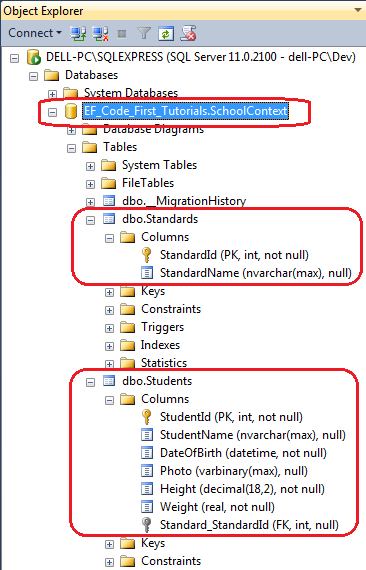 Object Explorer
Connect
DELL-PC\SQLEXPRESS (SQL Server 11.0.2100 - dell-PC\Dev)
Databases
System Databases
EF_Code_First_Tutorials.SchoolContext
Database Diagrams
Tables
System Tables
FileTables
dbo.__MigrationHistory
dbo.Standards
Columns
StandardId (PK, int, not null)
StandardName (nvarchar(max), null)
Keys
Constraints
Triggers
Indexes
Statistics
dbo.Students
Columns
StudentId (PK, int, not null)
StudentName (nvarchar(max), null)
DateOfBirth (datetime, not null)
Photo (varbinary(max), null)
Height (decimal(18,2), not null)
Weight (real, not null)
Standard_StandardId (FK, int, null)
Keys
Constraints